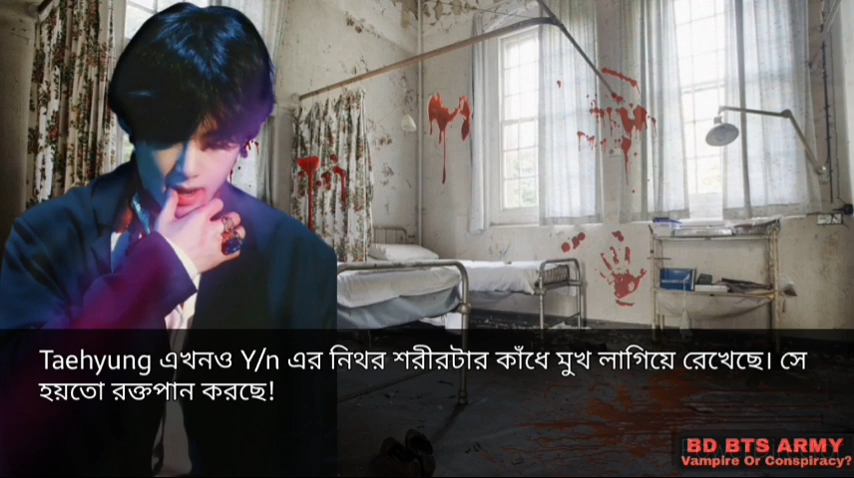 Taehyung এখনও Y/n এর নিথর শরীরটার কাঁধে মুখ লাগিয়ে রেখেছে। সে
হয়তো রক্তপান করছে!
BD BTS ARMY
Vampire Or Conspiracy?